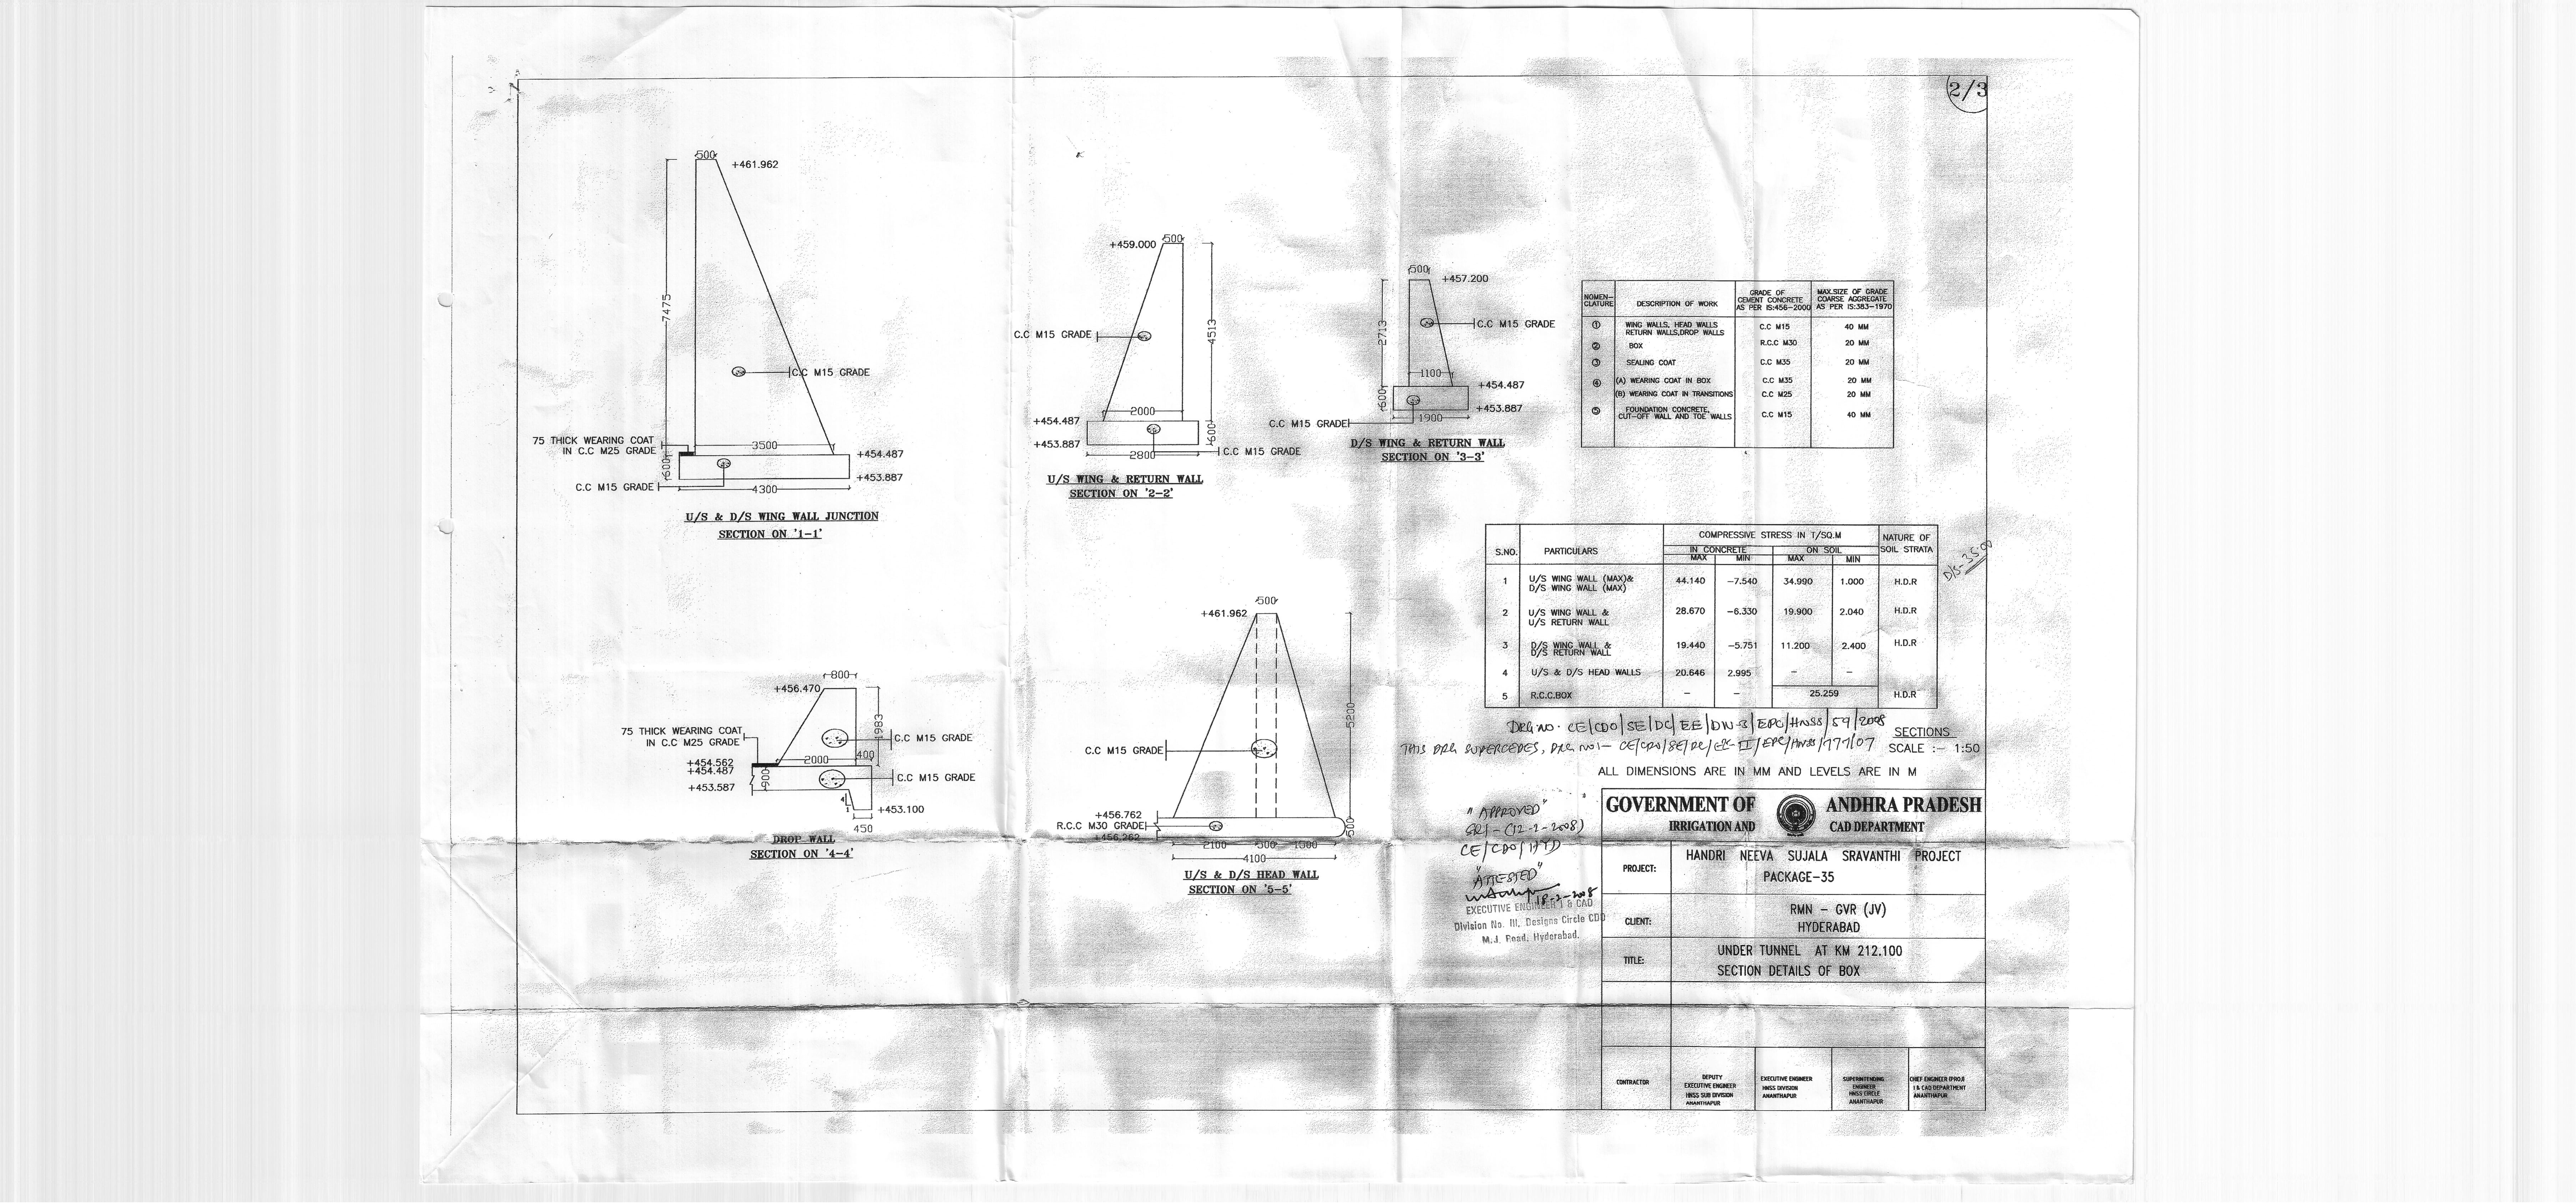 2/3
500
+461.962
7475
C.C M15 GRADE
75 THICK WEARING COAT
IN C.C M25 GRADE
3500
600
+454.487
+453.887
C.C M15 GRADE
4300
U/S & D/S WING WALL JUNCTION
SECTION ON '1-1'
500
+459.000
4513
C.C M15 GRADE
2000
+454.487
+453.887
600
C.C M15 GRADE
2800
U/S WING & RETURN WALL
SECTION ON '2-2'
500
+457.200
2713
C.C M15 GRADE
1100
+454.487
600
+453.887
1900
C.C M15 GRADE
D/S WING & RETURN WALL
SECTION ON '3-3'
NOMEN-
CLATURE
DESCRIPTION OF WORK
GRADE OF
CEMENT CONCRETE
AS PER IS:456-2000
MAX.SIZE OF GRADE
COARSE AGGREGATE
AS PER IS:383-1970
1 WING WALLS, HEAD WALLS
RETURN WALLS,DROP WALLS C.C M15 40 MM
2 BOX R.C.C M30 20 MM
3 SEALING COAT C.C M35 20 MM
4 (A) WEARING COAT IN BOX C.C M35 20 MM
(B) WEARING COAT IN TRANSITIONS C.C M25 20 MM
5 FOUNDATION CONCRETE,
CUT-OFF WALL AND TOE WALLS C.C M15 40 MM
S.NO. PARTICULARS
COMPRESSIVE STRESS IN T/SQ.M
IN CONCRETE ON SOIL
MAX MIN MAX MIN
NATURE OF
SOIL STRATA
1 U/S WING WALL (MAX)&
D/S WING WALL (MAX) 44.140 -7.540 34.990 1.000 H.D.R
2 U/S WING WALL &
U/S RETURN WALL 28.670 -6.330 19.900 2.040 H.D.R
3 D/S WING WALL &
D/S RETURN WALL 19.440 -5.751 11.200 2.400 H.D.R
4 U/S & D/S HEAD WALLS 20.646 2.995 - -
5 R.C.C.BOX - - 25.259 H.D.R
D/S-35.00
800
+456.470
1983
75 THICK WEARING COAT
IN C.C M25 GRADE
C.C M15 GRADE
2000
400
+454.562
+454.487
900
C.C M15 GRADE
+453.587
4
1
+453.100
450
DROP WALL
SECTION ON '4-4'
500
+461.962
5200
C.C M15 GRADE
+456.762
R.C.C M30 GRADE
+456.262
500
2100 500 1500
4100
U/S & D/S HEAD WALL
SECTION ON '5-5'
DRG NO. CE/CDO/SE/DC/EE/DN-3/EPC/HNSS/59/2008
THIS DRG SUPERCEDES, DRG NO:- CE/CDO/SE/DC/EE-II/EPC/HNSS/777/07
SECTIONS
SCALE :- 1:50
ALL DIMENSIONS ARE IN MM AND LEVELS ARE IN M
"APPROVED"
(12-2-2008)
CE/CDO/HYD
"ATTESTED"
18-2-2008
EXECUTIVE ENGINEER I & CAD
Division No. III, Designs Circle CDO
M.J. Road, Hyderabad.
GOVERNMENT OF ANDHRA PRADESH
IRRIGATION AND CAD DEPARTMENT
PROJECT: HANDRI NEEVA SUJALA SRAVANTHI PROJECT
PACKAGE-35
CLIENT: RMN - GVR (JV)
HYDERABAD
TITLE: UNDER TUNNEL AT KM 212.100
SECTION DETAILS OF BOX
CONTRACTOR
DEPUTY
EXECUTIVE ENGINEER
HNSS SUB DIVISION
ANANTHAPUR
EXECUTIVE ENGINEER
HNSS DIVISION
ANANTHAPUR
SUPERINTENDING
ENGINEER
HNSS CIRCLE
ANANTHAPUR
CHIEF ENGINEER (PROJ)
I & CAD DEPARTMENT
ANANTHAPUR